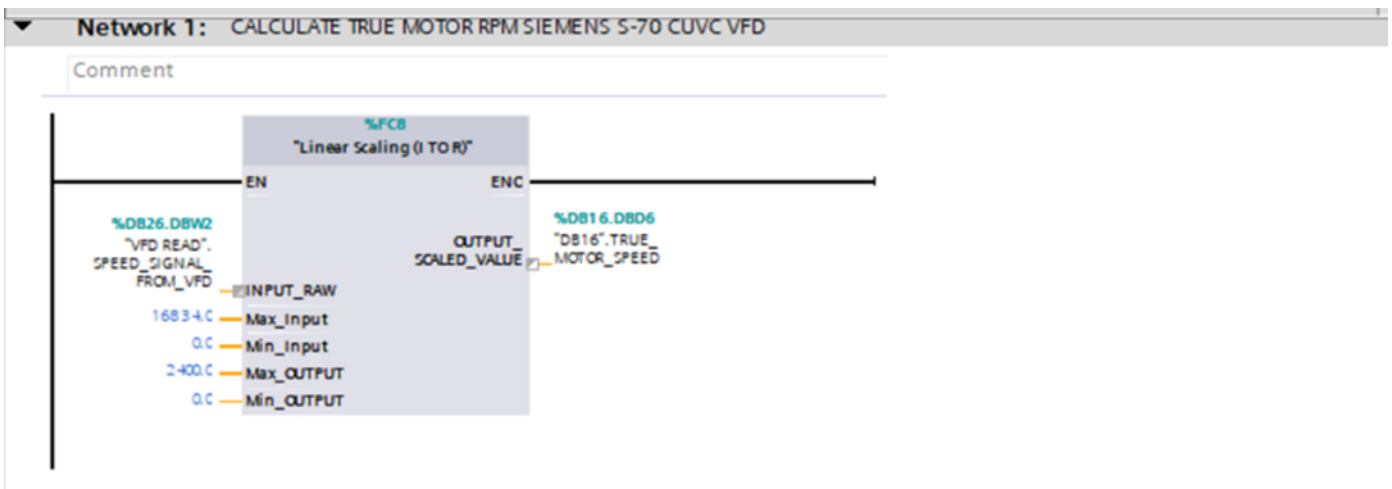 Network 1: CALCULATE TRUE MOTOR RPM SIEMENS S-70 CUVC VFD
Comment
%FC8
"Linear Scaling (I TO R)"
EN ENO
%DB26.DBW2
"VFD READ".
SPEED_SIGNAL_
FROM_VFD
INPUT_RAW
OUTPUT_
SCALED_VALUE
%DB16.DBD6
"DB16".TRUE_
MOTOR_SPEED
16834.0 Max_Input
0.0 Min_Input
2400.0 Max_OUTPUT
0.0 Min_OUTPUT